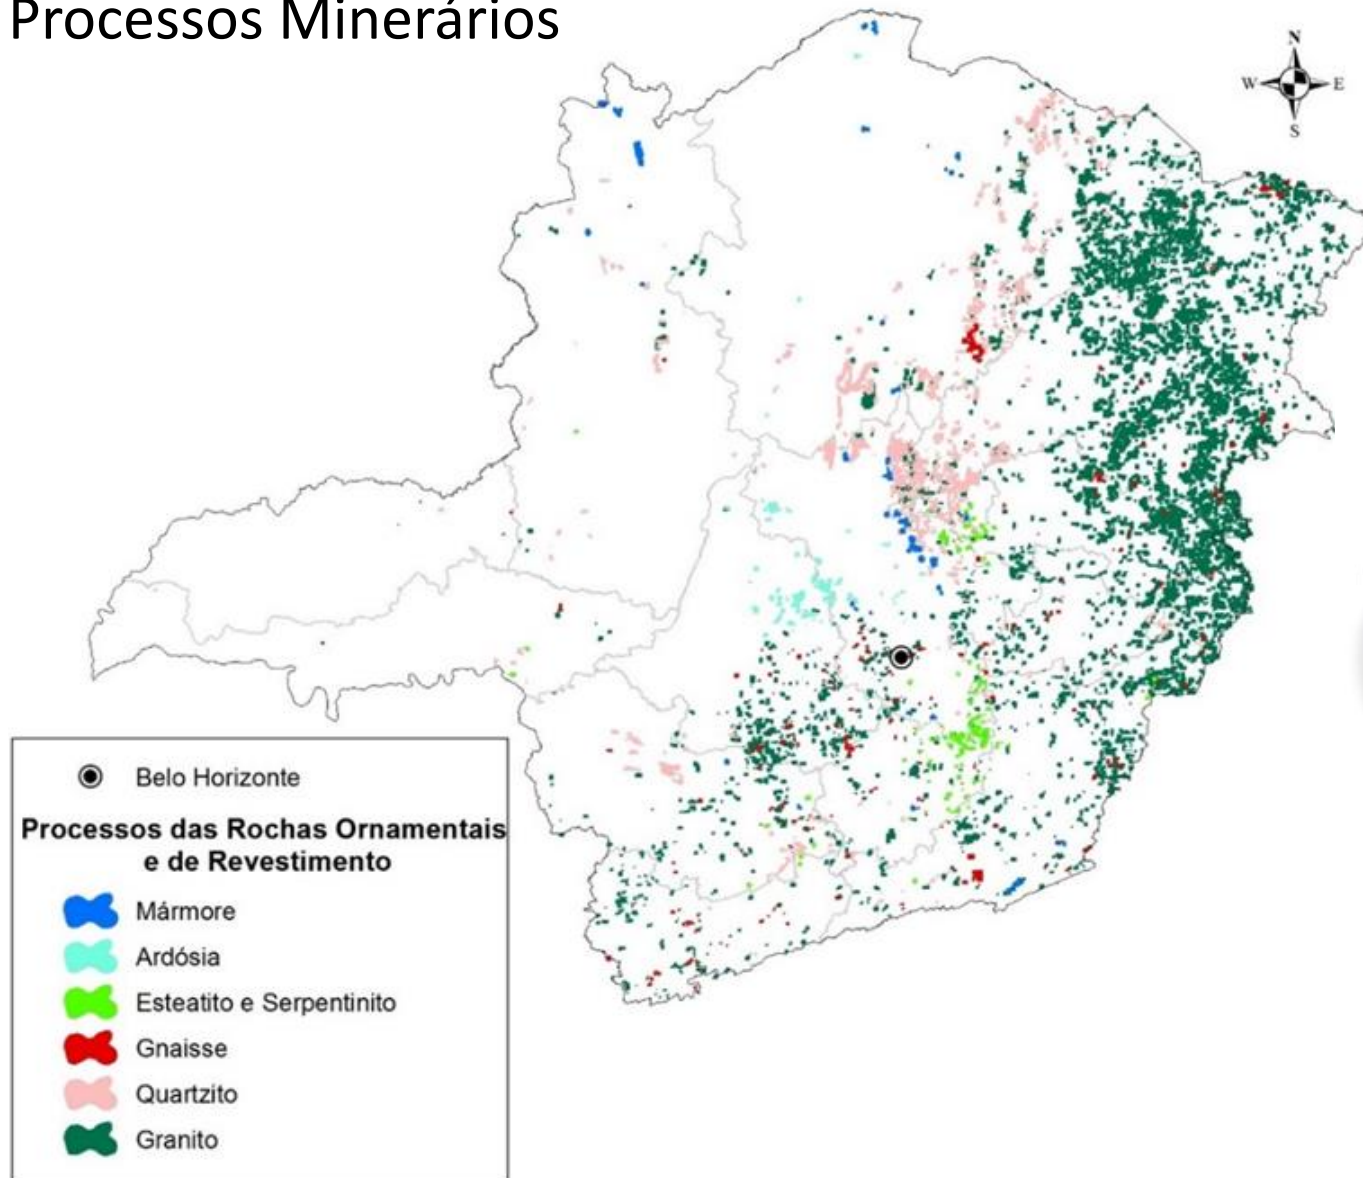 Processos Minerários
N
W E
S
Belo Horizonte
Processos das Rochas Ornamentais
e de Revestimento
Mármore
Ardósia
Esteatito e Serpentinito
Gnaisse
Quartzito
Granito